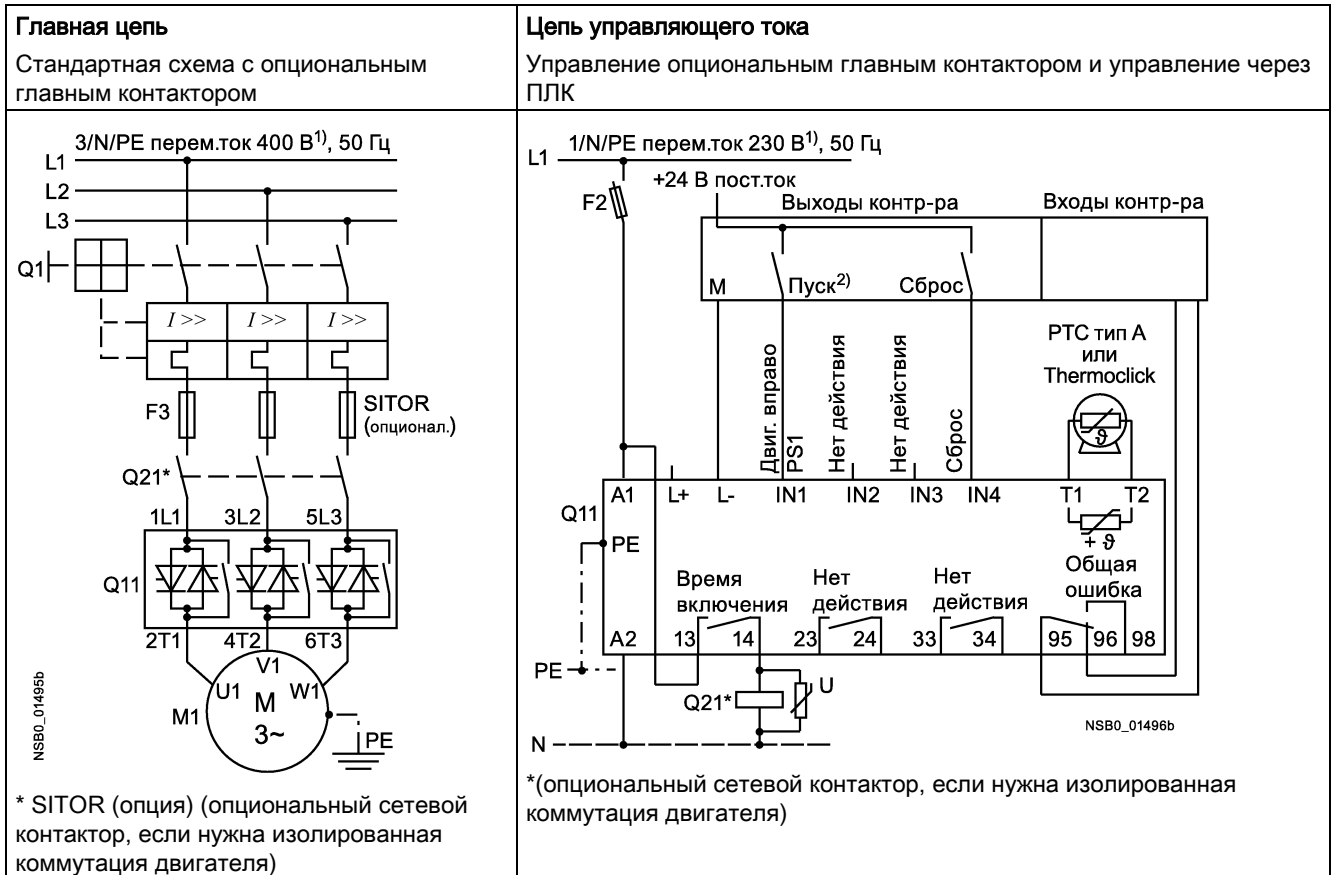 Главная цепь
Стандартная схема с опциональным
главным контактором
3/N/PE перем.ток 400 В1), 50 Гц
L1
L2
L3
Q1
I >> I >> I >>
F3
SITOR
(опционал.)
Q21*
1L1 3L2 5L3
Q11
2T1 4T2 6T3
U1 V1 W1
M1
M
3~
PE
NSB0_01495b
* SITOR (опция) (опциональный сетевой
контактор, если нужна изолированная
коммутация двигателя)
Цепь управляющего тока
Управление опциональным главным контактором и управление через
ПЛК
1/N/PE перем.ток 230 В1), 50 Гц
L1
+24 В пост.ток
F2
Выходы контр-ра
Входы контр-ра
M
Пуск2)
Сброс
PTC тип A
или
Thermoclick
ϑ
Двиг. вправо
PS1
Нет действия
Нет действия
Сброс
A1 L+ L- IN1 IN2 IN3 IN4 T1 T2
Q11
PE
+ ϑ
Время
включения
Нет
действия
Нет
действия
Общая
ошибка
A2 13 14 23 24 33 34 95 96 98
PE
Q21*
U
NSB0_01496b
N
*(опциональный сетевой контактор, если нужна изолированная
коммутация двигателя)